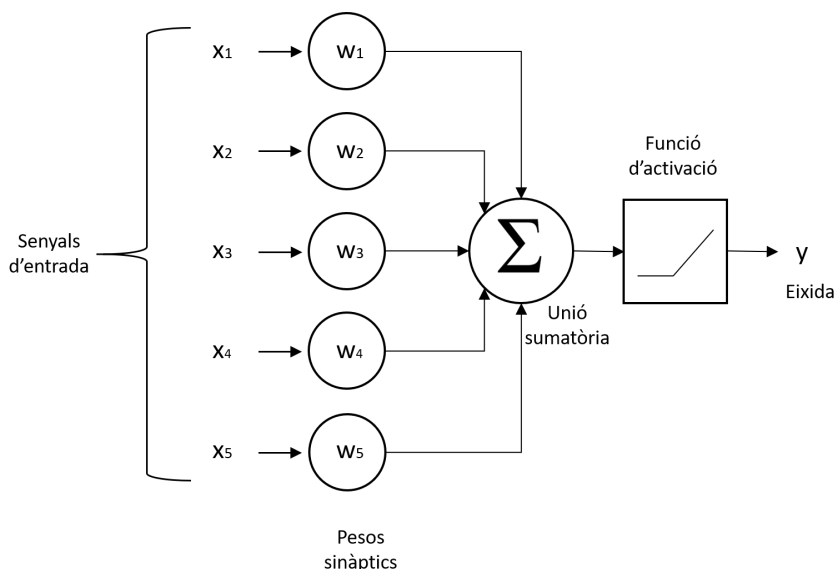 Senyals
d'entrada
x1
w1
x2
w2
x3
w3
x4
w4
x5
w5
Pesos
sinàptics
Σ
Unió
sumatòria
Funció
d'activació
y
Eixida